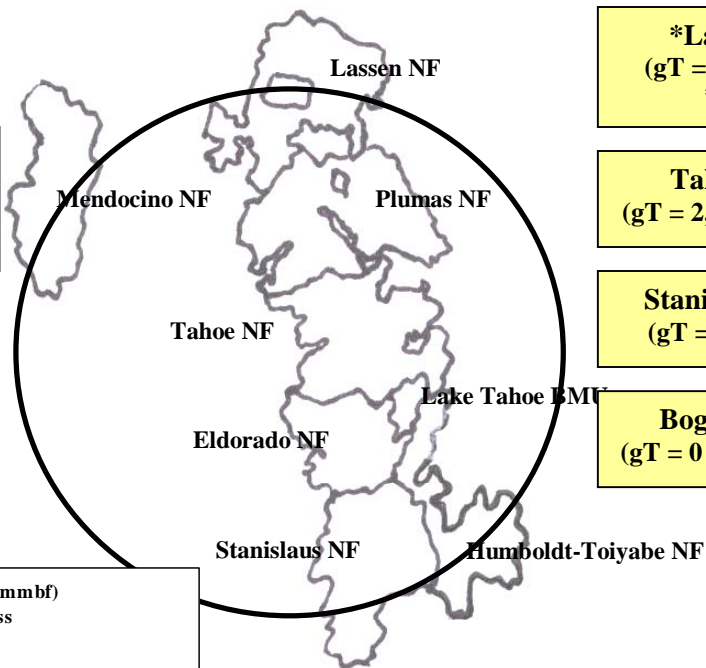 Lassen NF
*La
(gT =
Mendocino NF
Plumas NF
Tal
(gT = 2,
Tahoe NF
Stani
(gT =
Lake Tahoe BMU
Eldorado NF
Bog
(gT = 0
Stanislaus NF
Humboldt-Toiyabe NF
mmbf)
ss